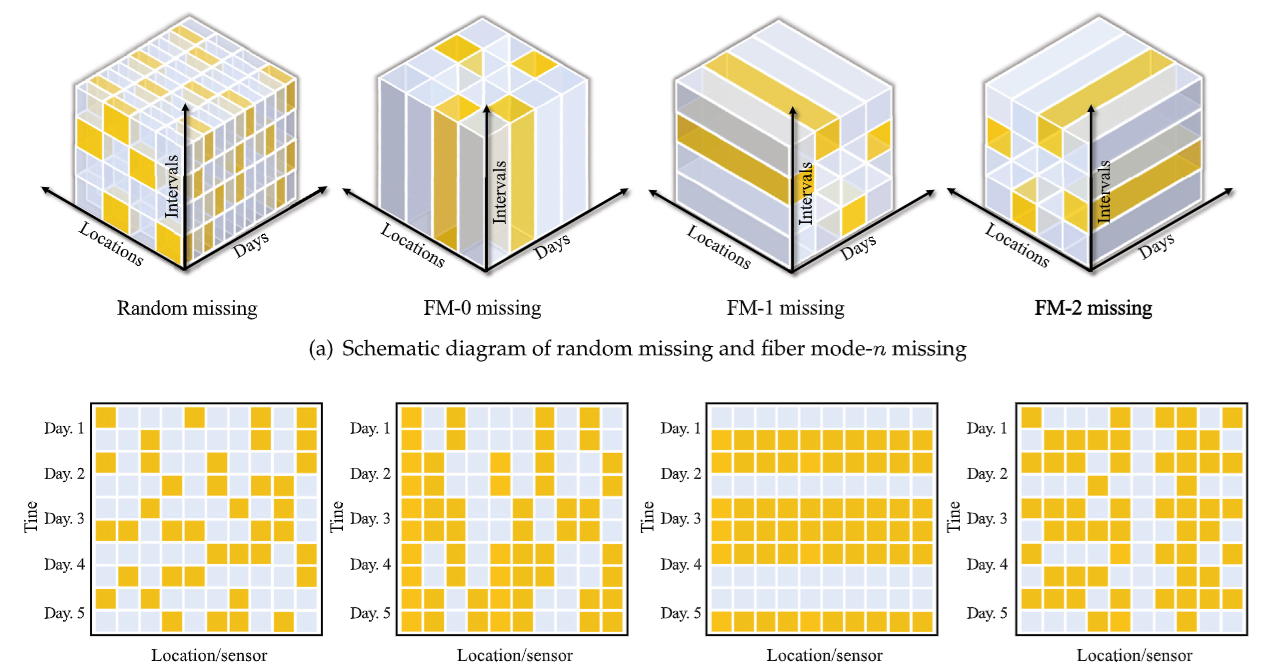 Intervals
Intervals
Intervals
Intervals
Locations
Days
Locations
Days
Locations
Days
Locations
Days
Random missing
FM-0 missing
FM-1 missing
FM-2 missing
(a) Schematic diagram of random missing and fiber mode-n missing
Tine
Day. 1
Day. 2
Day. 3
Day. 4
Day. 5
Location/sensor
Tine
Day. 1
Day. 2
Day. 3
Day. 4
Day. 5
Location/sensor
Tine
Day. 1
Day. 2
Day. 3
Day. 4
Day. 5
Location/sensor
Tine
Day. 1
Day. 2
Day. 3
Day. 4
Day. 5
Location/sensor